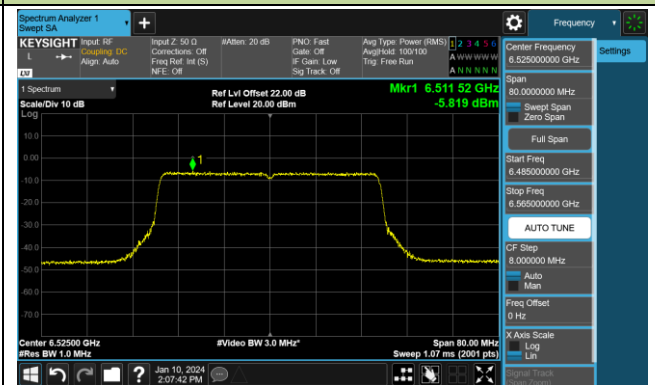 Spectrum Analyzer 1
Swept SA
Frequency
KEYSIGHT
L
LXI
Input: RF
Coupling: DC
Align: Auto
Input Z: 50 Ω
Corrections: Off
Freq Ref: Int (S)
NFE: Off
#Atten: 20 dB
PNO: Fast
Gate: Off
IF Gain: Low
Sig Track: Off
Avg Type: Power (RMS)
Avg|Hold: 100/100
Trig: Free Run
1 2 3 4 5 6
A W W W W W
A N N N N N
1 Spectrum
Scale/Div 10 dB
Log
Ref Lvl Offset 22.00 dB
Ref Level 20.00 dBm
Mkr1 6.511 52 GHz
-5.819 dBm
10.0
0.00
-10.0
-20.0
-30.0
-40.0
-50.0
-60.0
-70.0
1
Center 6.52500 GHz
#Res BW 1.0 MHz
#Video BW 3.0 MHz*
Span 80.00 MHz
Sweep 1.07 ms (2001 pts)
Jan 10, 2024
2:07:42 PM
Center Frequency
6.525000000 GHz
Settings
Span
80.0000000 MHz
Swept Span
Zero Span
Full Span
Start Freq
6.485000000 GHz
Stop Freq
6.565000000 GHz
AUTO TUNE
CF Step
8.000000 MHz
Auto
Man
Freq Offset
0 Hz
X Axis Scale
Log
Lin
Signal Track
(Span Zoom)